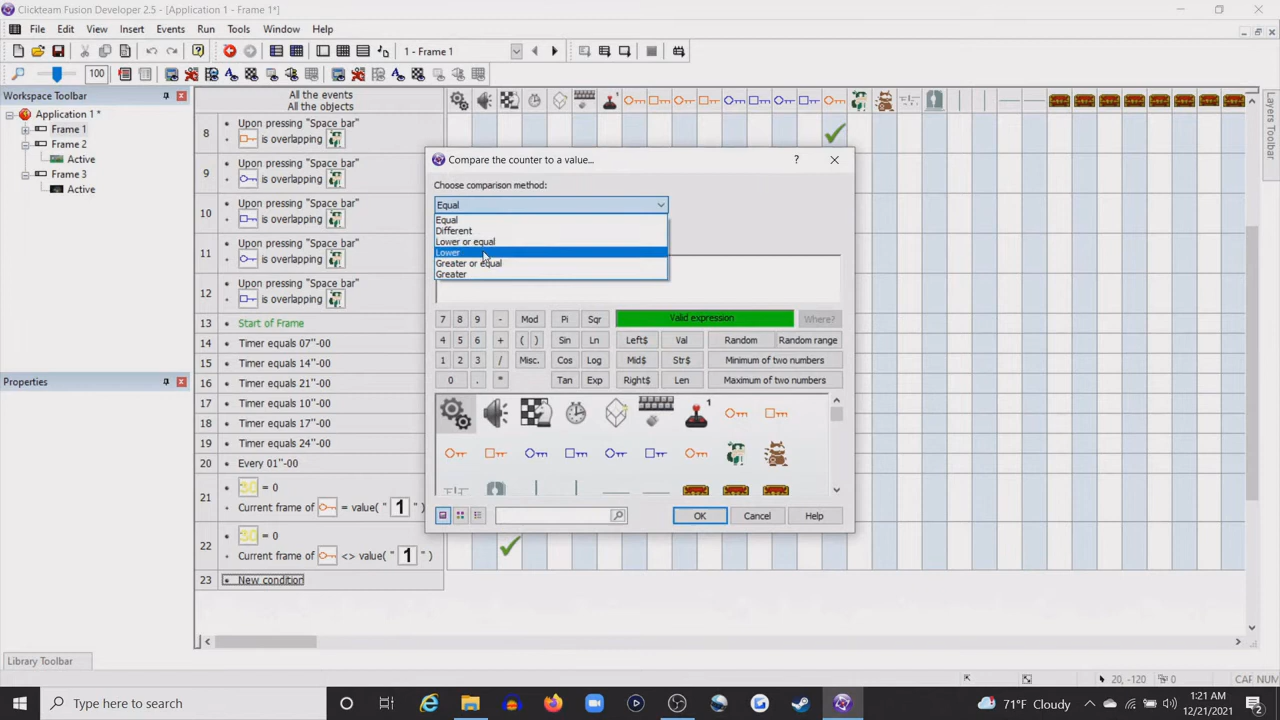 Clickteam Fusion Developer 2.5 - [Application 1 - Frame 1*]
File Edit View Insert Events Run Tools Window Help
1 - Frame 1
100
Workspace Toolbar
Application 1 *
Frame 1
Frame 2
Active
Frame 3
Active
Properties
Library Toolbar
Layers Toolbar
All the events
All the objects
8 • Upon pressing "Space bar"
• is overlapping
9 • Upon pressing "Space bar"
• is overlapping
10 • Upon pressing "Space bar"
• is overlapping
11 • Upon pressing "Space bar"
• is overlapping
12 • Upon pressing "Space bar"
• is overlapping
13 • Start of Frame
14 • Timer equals 07"-00
15 • Timer equals 14"-00
16 • Timer equals 21"-00
17 • Timer equals 10"-00
18 • Timer equals 17"-00
19 • Timer equals 24"-00
20 • Every 01"-00
21 • 30 = 0
• Current frame of = value( " 1 " )
22 • 30 = 0
• Current frame of <> value( " 1 " )
23 • New condition
Compare the counter to a value...
?
Choose comparison method:
Equal
Equal
Different
Lower or equal
Lower
Greater or equal
Greater
7 8 9 - Mod Pi Sqr Valid expression Where?
4 5 6 + ( ) Sin Ln Left$ Val Random Random range
1 2 3 / Misc. Cos Log Mid$ Str$ Minimum of two numbers
0 . * Tan Exp Right$ Len Maximum of two numbers
1
OK Cancel Help
20, -120
0
CAF NUM
Type here to search
71°F Cloudy
1:21 AM
12/21/2021
2